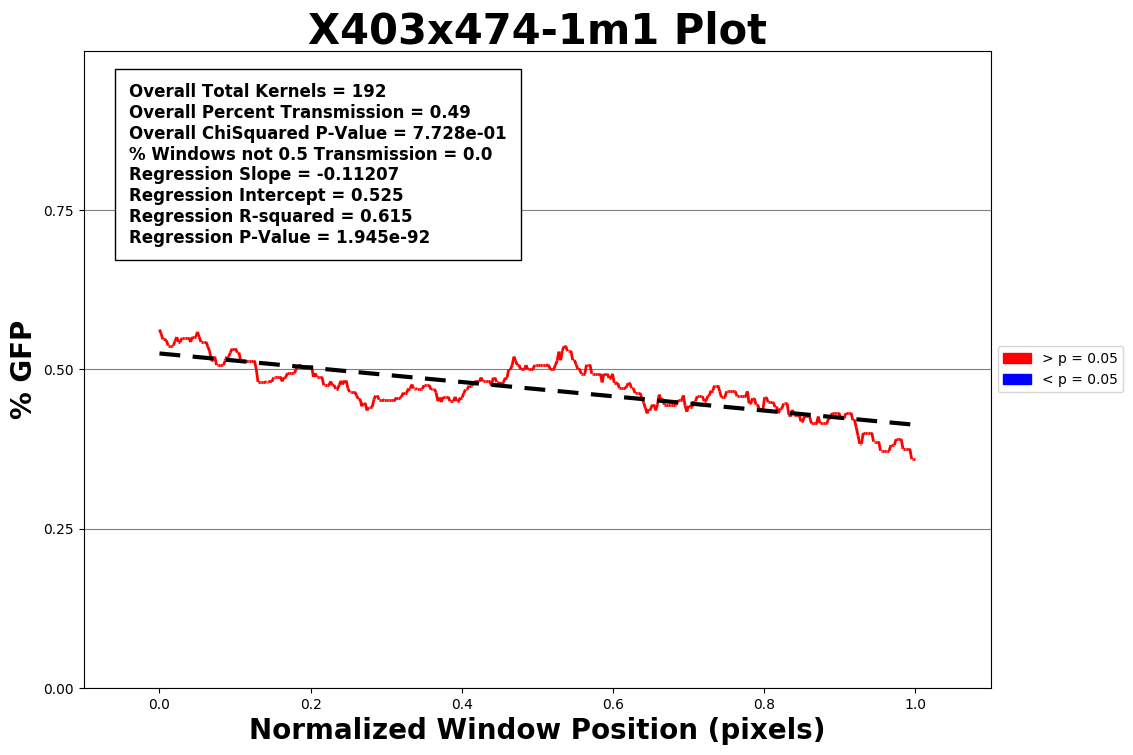 X403x474-1m1 Plot
Overall Total Kernels = 192
Overall Percent Transmission = 0.49
Overall ChiSquared P-Value = 7.728e-01
% Windows not 0.5 Transmission = 0.0
Regression Slope = -0.11207
Regression Intercept = 0.525
Regression R-squared = 0.615
Regression P-Value = 1.945e-92
% GFP
0.75
0.50
0.25
0.00
> p = 0.05
< p = 0.05
0.0 0.2 0.4 0.6 0.8 1.0
Normalized Window Position (pixels)